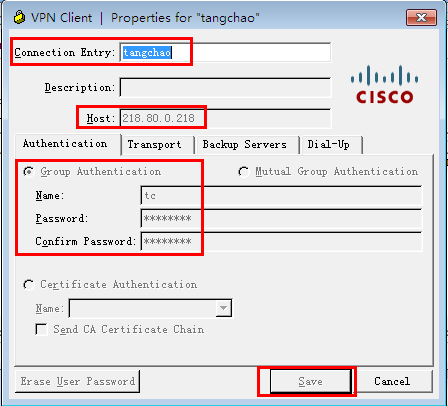 VPN Client | Properties for "tangchao"
Connection Entry: tangchao
Description:
CISCO
Host: 218.80.0.218
Authentication Transport Backup Servers Dial-Up
Group Authentication Mutual Group Authentication
Name: tc
Password: ********
Confirm Password: ********
Certificate Authentication
Name:
Send CA Certificate Chain
Erase User Password Save Cancel